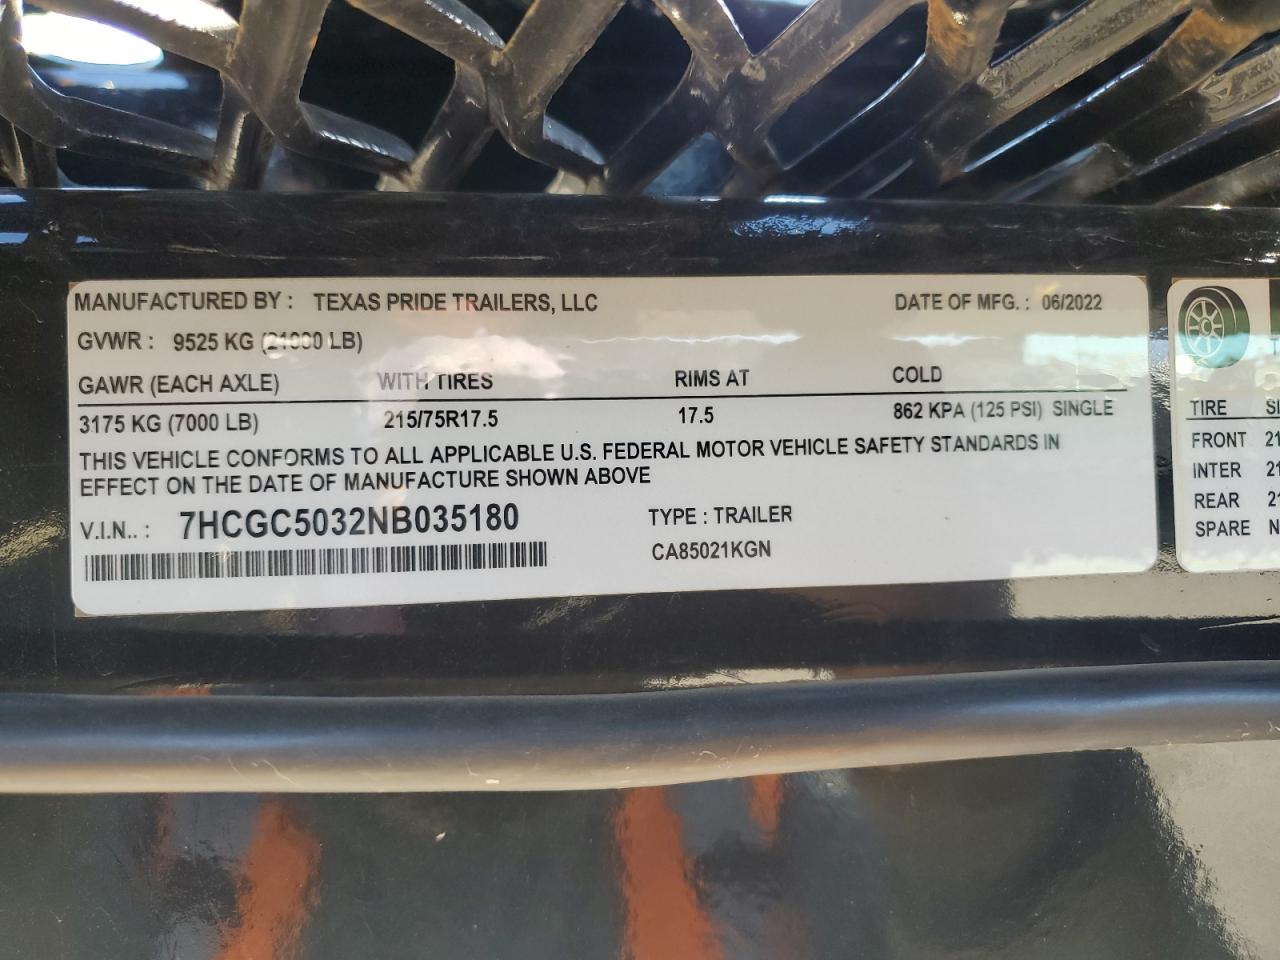 MANUFACTURED BY : TEXAS PRIDE TRAILERS, LLC DATE OF MFG. : 06/2022
GVWR : 9525 KG (21000 LB)
GAWR (EACH AXLE) WITH TIRES RIMS AT COLD
3175 KG (7000 LB) 215/75R17.5 17.5 862 KPA (125 PSI) SINGLE
THIS VEHICLE CONFORMS TO ALL APPLICABLE U.S. FEDERAL MOTOR VEHICLE SAFETY STANDARDS IN
EFFECT ON THE DATE OF MANUFACTURE SHOWN ABOVE
V.I.N.. : 7HCGC5032NB035180 TYPE : TRAILER
CA85021KGN
TIRE
FRONT
INTER
REAR
SPARE